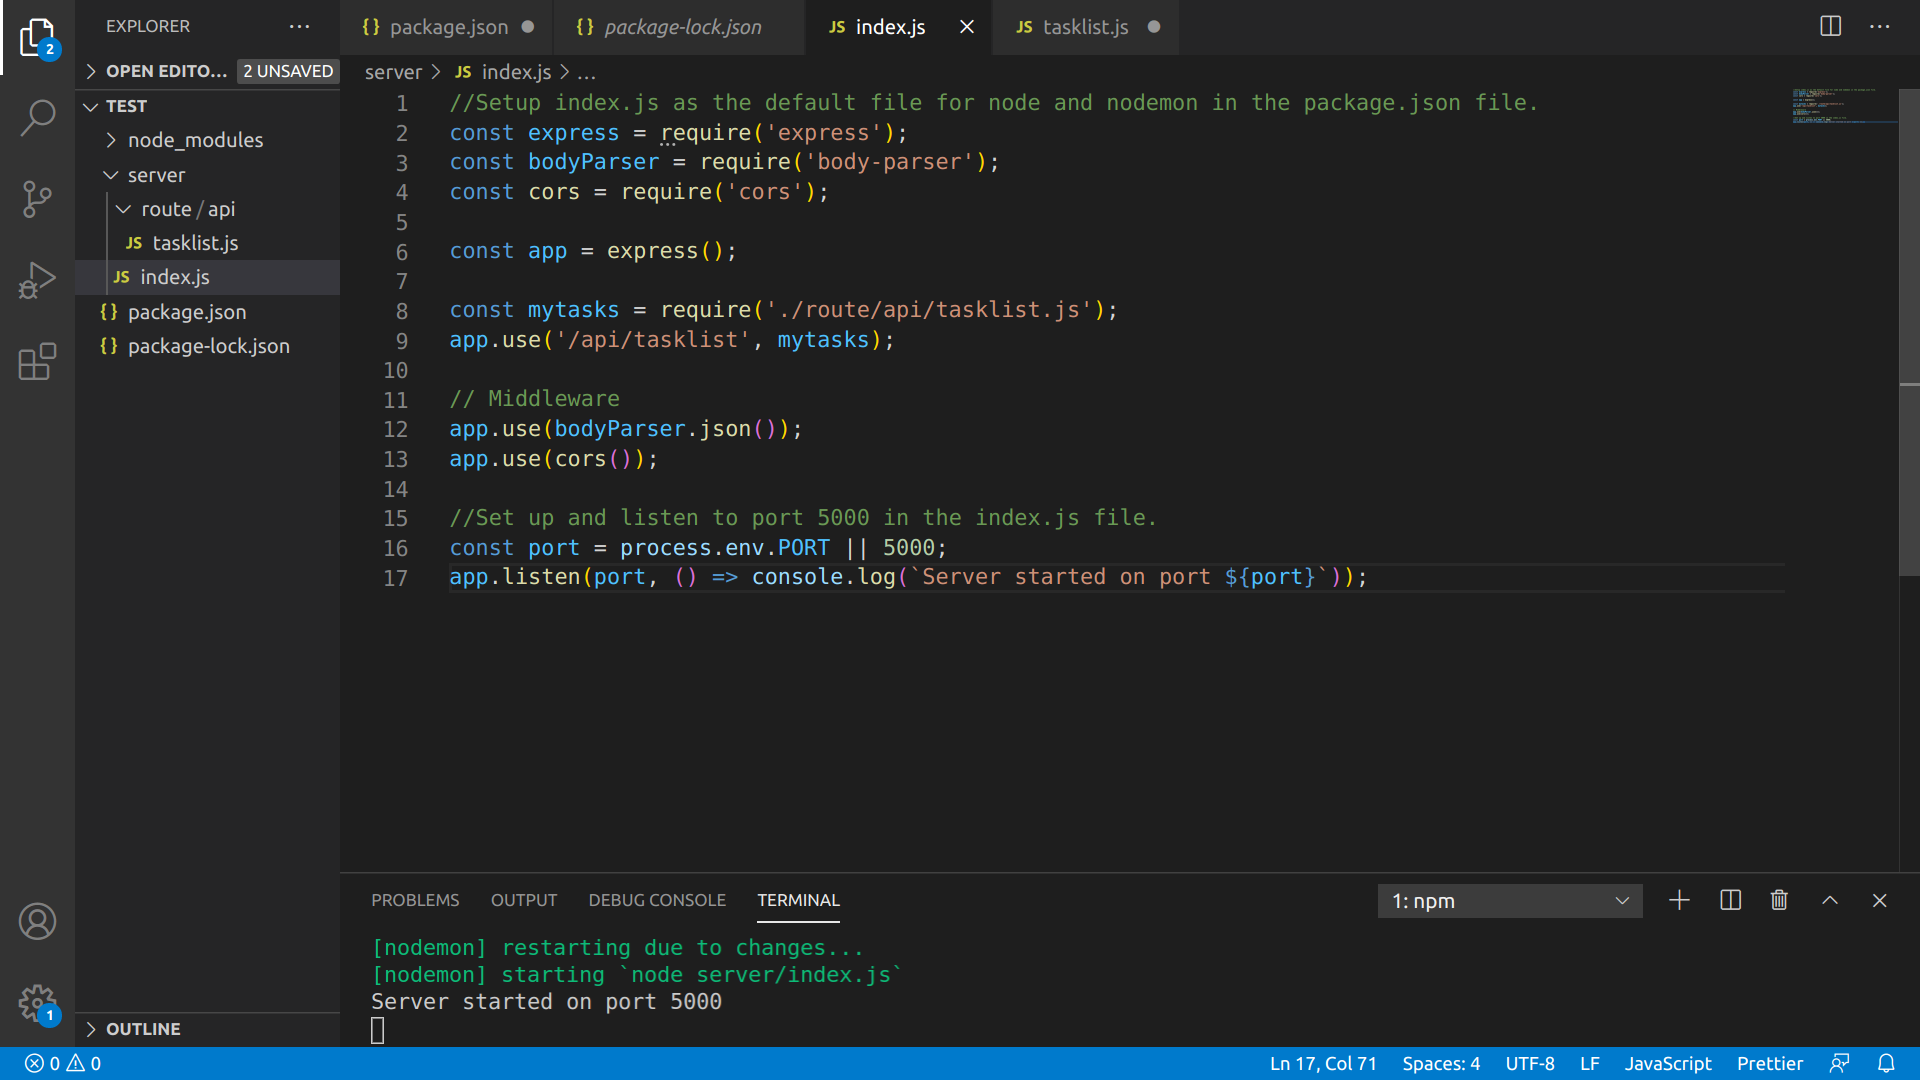 2
EXPLORER ...
OPEN EDITO... 2 UNSAVED
TEST
node_modules
server
route / api
JS tasklist.js
JS index.js
{} package.json
{} package-lock.json
OUTLINE
1
{} package.json ●
{} package-lock.json
JS index.js
JS tasklist.js ●
...
server > JS index.js > ...
1 //Setup index.js as the default file for node and nodemon in the package.json file.
2 const express = require('express');
3 const bodyParser = require('body-parser');
4 const cors = require('cors');
5
6 const app = express();
7
8 const mytasks = require('./route/api/tasklist.js');
9 app.use('/api/tasklist', mytasks);
10
11 // Middleware
12 app.use(bodyParser.json());
13 app.use(cors());
14
15 //Set up and listen to port 5000 in the index.js file.
16 const port = process.env.PORT || 5000;
17 app.listen(port, () => console.log(`Server started on port ${port}`));
PROBLEMS OUTPUT DEBUG CONSOLE TERMINAL 1: npm
[nodemon] restarting due to changes...
[nodemon] starting `node server/index.js`
Server started on port 5000
0 0 Ln 17, Col 71 Spaces: 4 UTF-8 LF JavaScript Prettier